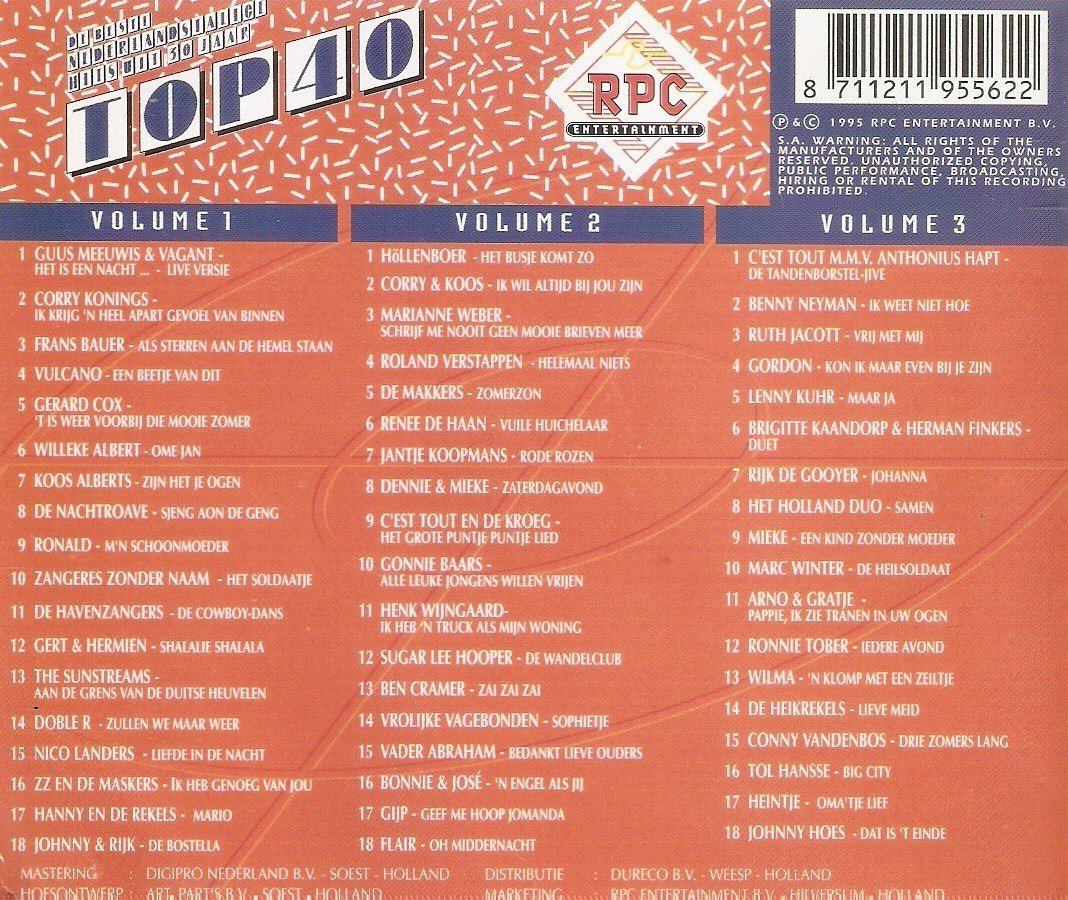 DE BESTE
NEDERLANDSTALIGE
HITS UIT 30 JAAR
TOP 40
RPC
ENTERTAINMENT
8 711211 955622
℗ & © 1995 RPC ENTERTAINMENT B.V.
S.A. WARNING: ALL RIGHTS OF THE
MANUFACTURERS AND OF THE OWNERS
RESERVED. UNAUTHORIZED COPYING,
PUBLIC PERFORMANCE, BROADCASTING,
HIRING OR RENTAL OF THIS RECORDING
PROHIBITED.
VOLUME 1
1 GUUS MEEUWIS & VAGANT -
HET IS EEN NACHT ... - LIVE VERSIE
2 CORRY KONINGS -
IK KRIJG 'N HEEL APART GEVOEL VAN BINNEN
3 FRANS BAUER - ALS STERREN AAN DE HEMEL STAAN
4 VULCANO - EEN BEETJE VAN DIT
5 GERARD COX -
'T IS WEER VOORBIJ DIE MOOIE ZOMER
6 WILLEKE ALBERT - OME JAN
7 KOOS ALBERTS - ZIJN HET JE OGEN
8 DE NACHTROAVE - SJENG AON DE GENG
9 RONALD - M'N SCHOONMOEDER
10 ZANGERES ZONDER NAAM - HET SOLDAATJE
11 DE HAVENZANGERS - DE COWBOY-DANS
12 GERT & HERMIEN - SHALALIE SHALALA
13 THE SUNSTREAMS -
AAN DE GRENS VAN DE DUITSE HEUVELEN
14 DOBLE R - ZULLEN WE MAAR WEER
15 NICO LANDERS - LIEFDE IN DE NACHT
16 ZZ EN DE MASKERS - IK HEB GENOEG VAN JOU
17 HANNY EN DE REKELS - MARIO
18 JOHNNY & RIJK - DE BOSTELLA
VOLUME 2
1 HöLLENBOER - HET BUSJE KOMT ZO
2 CORRY & KOOS - IK WIL ALTIJD BIJ JOU ZIJN
3 MARIANNE WEBER -
SCHRIJF ME NOOIT GEEN MOOIE BRIEVEN MEER
4 ROLAND VERSTAPPEN - HELEMAAL NIETS
5 DE MAKKERS - ZOMERZON
6 RENEE DE HAAN - VUILE HUICHELAAR
7 JANTJE KOOPMANS - RODE ROZEN
8 DENNIE & MIEKE - ZATERDAGAVOND
9 C'EST TOUT EN DE KROEG -
HET GROTE PUNTJE PUNTJE LIED
10 GONNIE BAARS -
ALLE LEUKE JONGENS WILLEN VRIJEN
11 HENK WIJNGAARD-
IK HEB 'N TRUCK ALS MIJN WONING
12 SUGAR LEE HOOPER - DE WANDELCLUB
13 BEN CRAMER - ZAI ZAI ZAI
14 VROLIJKE VAGEBONDEN - SOPHIETJE
15 VADER ABRAHAM - BEDANKT LIEVE OUDERS
16 BONNIE & JOSÉ - 'N ENGEL ALS JIJ
17 GIJP - GEEF ME HOOP JOMANDA
18 FLAIR - OH MIDDERNACHT
VOLUME 3
1 C'EST TOUT M.M.V. ANTHONIUS HAPT -
DE TANDENBORSTEL-JIVE
2 BENNY NEYMAN - IK WEET NIET HOE
3 RUTH JACOTT - VRIJ MET MIJ
4 GORDON - KON IK MAAR EVEN BIJ JE ZIJN
5 LENNY KUHR - MAAR JA
6 BRIGITTE KAANDORP & HERMAN FINKERS -
DUET
7 RIJK DE GOOYER - JOHANNA
8 HET HOLLAND DUO - SAMEN
9 MIEKE - EEN KIND ZONDER MOEDER
10 MARC WINTER - DE HEILSOLDAAT
11 ARNO & GRATJE -
PAPPIE, IK ZIE TRANEN IN UW OGEN
12 RONNIE TOBER - IEDERE AVOND
13 WILMA - 'N KLOMP MET EEN ZEILTJE
14 DE HEIKREKELS - LIEVE MEID
15 CONNY VANDENBOS - DRIE ZOMERS LANG
16 TOL HANSSE - BIG CITY
17 HEINTJE - OMA'TJE LIEF
18 JOHNNY HOES - DAT IS 'T EINDE
MASTERING : DIGIPRO NEDERLAND B.V. - SOEST - HOLLAND
HOESONTWERP : ART- PART'S B.V. - SOEST - HOLLAND
DISTRIBUTIE : DURECO B.V. - WEESP - HOLLAND
MARKETING : RPC ENTERTAINMENT B.V. - HILVERSUM - HOLLAND